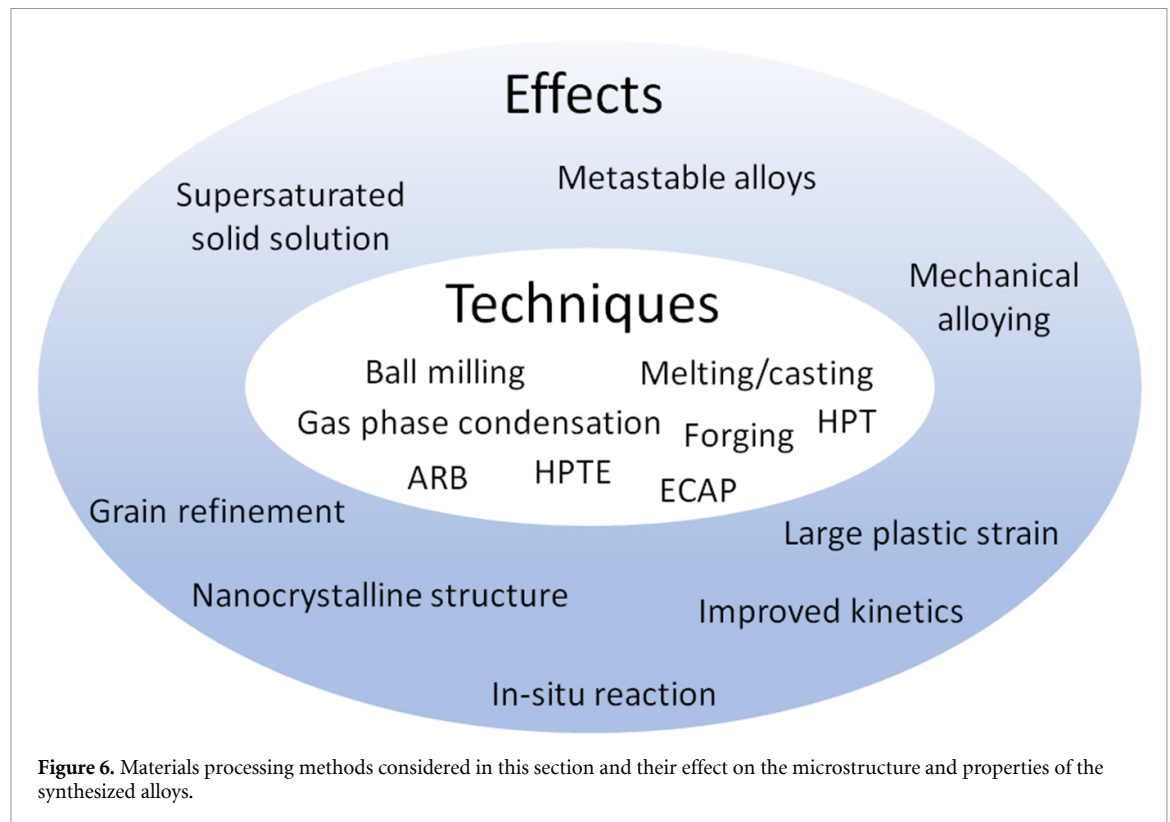 Effects
Metastable alloys
Supersaturated
solid solution
Mechanical
alloying
Techniques
Ball milling
Melting/casting
Gas phase condensation
Forging
HPT
ARB
HPTE
ECAP
Grain refinement
Large plastic strain
Nanocrystalline structure
Improved kinetics
In-situ reaction
Figure 6. Materials processing methods considered in this section and their effect on the microstructure and properties of the
synthesized alloys.